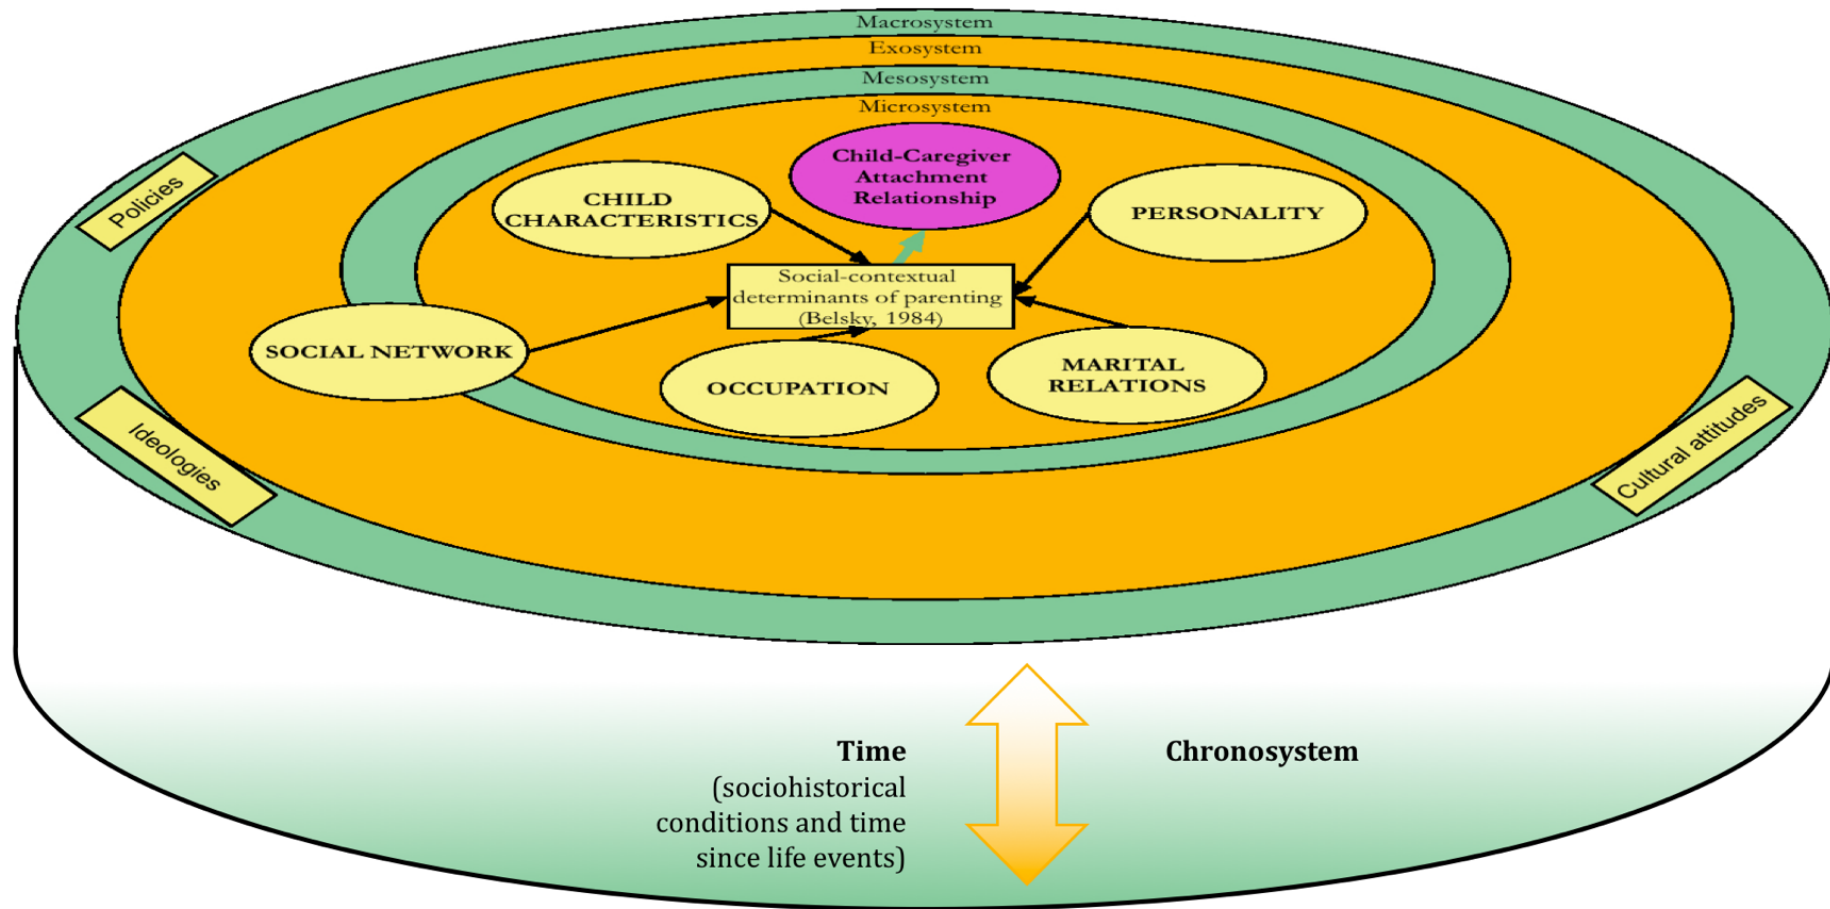 Macrosystem
Exosystem
Mesosystem
Microsystem
Child-Caregiver
Attachment
Relationship
CHILD
CHARACTERISTICS
PERSONALITY
Policies
Social-contextual
determinants of parenting
(Belsky, 1984)
SOCIAL NETWORK
OCCUPATION
MARITAL
RELATIONS
Ideologies
Cultural attitudes
Time
(sociohistorical
conditions and time
since life events)
Chronosystem